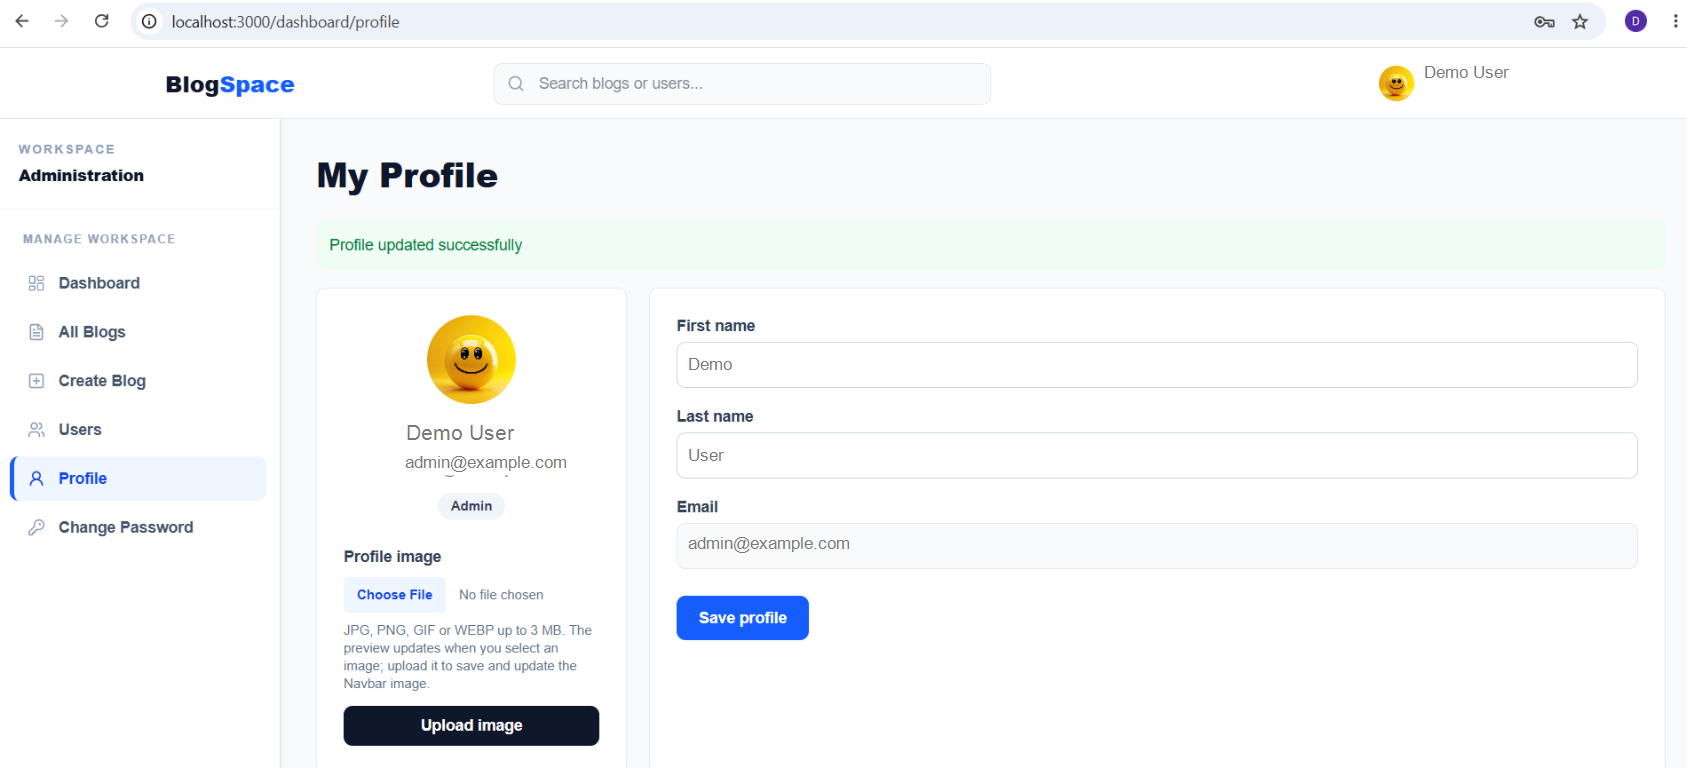 localhost:3000/dashboard/profile
D
BlogSpace
Search blogs or users...
Demo User
WORKSPACE
Administration
MANAGE WORKSPACE
Dashboard
All Blogs
Create Blog
Users
Profile
Change Password
My Profile
Profile updated successfully
Demo User
admin@example.com
Admin
Profile image
Choose File No file chosen
JPG, PNG, GIF or WEBP up to 3 MB. The
preview updates when you select an
image; upload it to save and update the
Navbar image.
Upload image
First name
Demo
Last name
User
Email
admin@example.com
Save profile